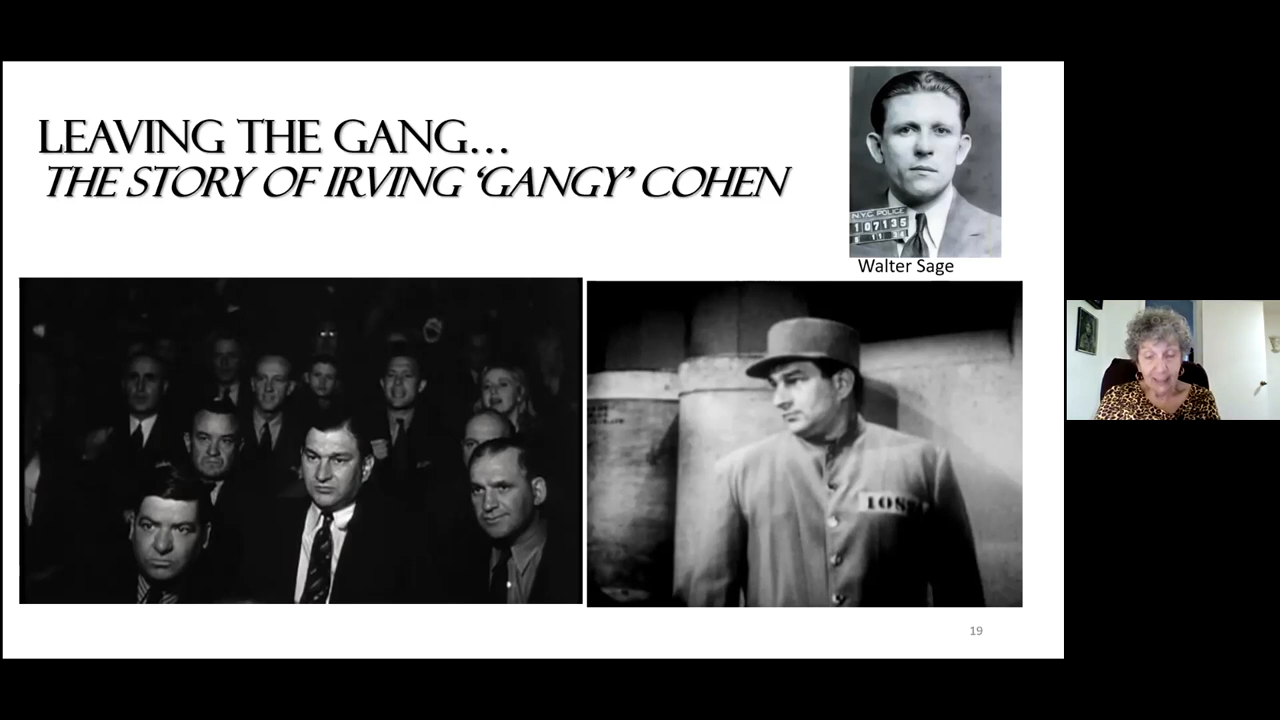 LEAVING THE GANG...
THE STORY OF IRVING ‘GANGY’ COHEN
N.Y.C. POLICE
107135
Walter Sage
19